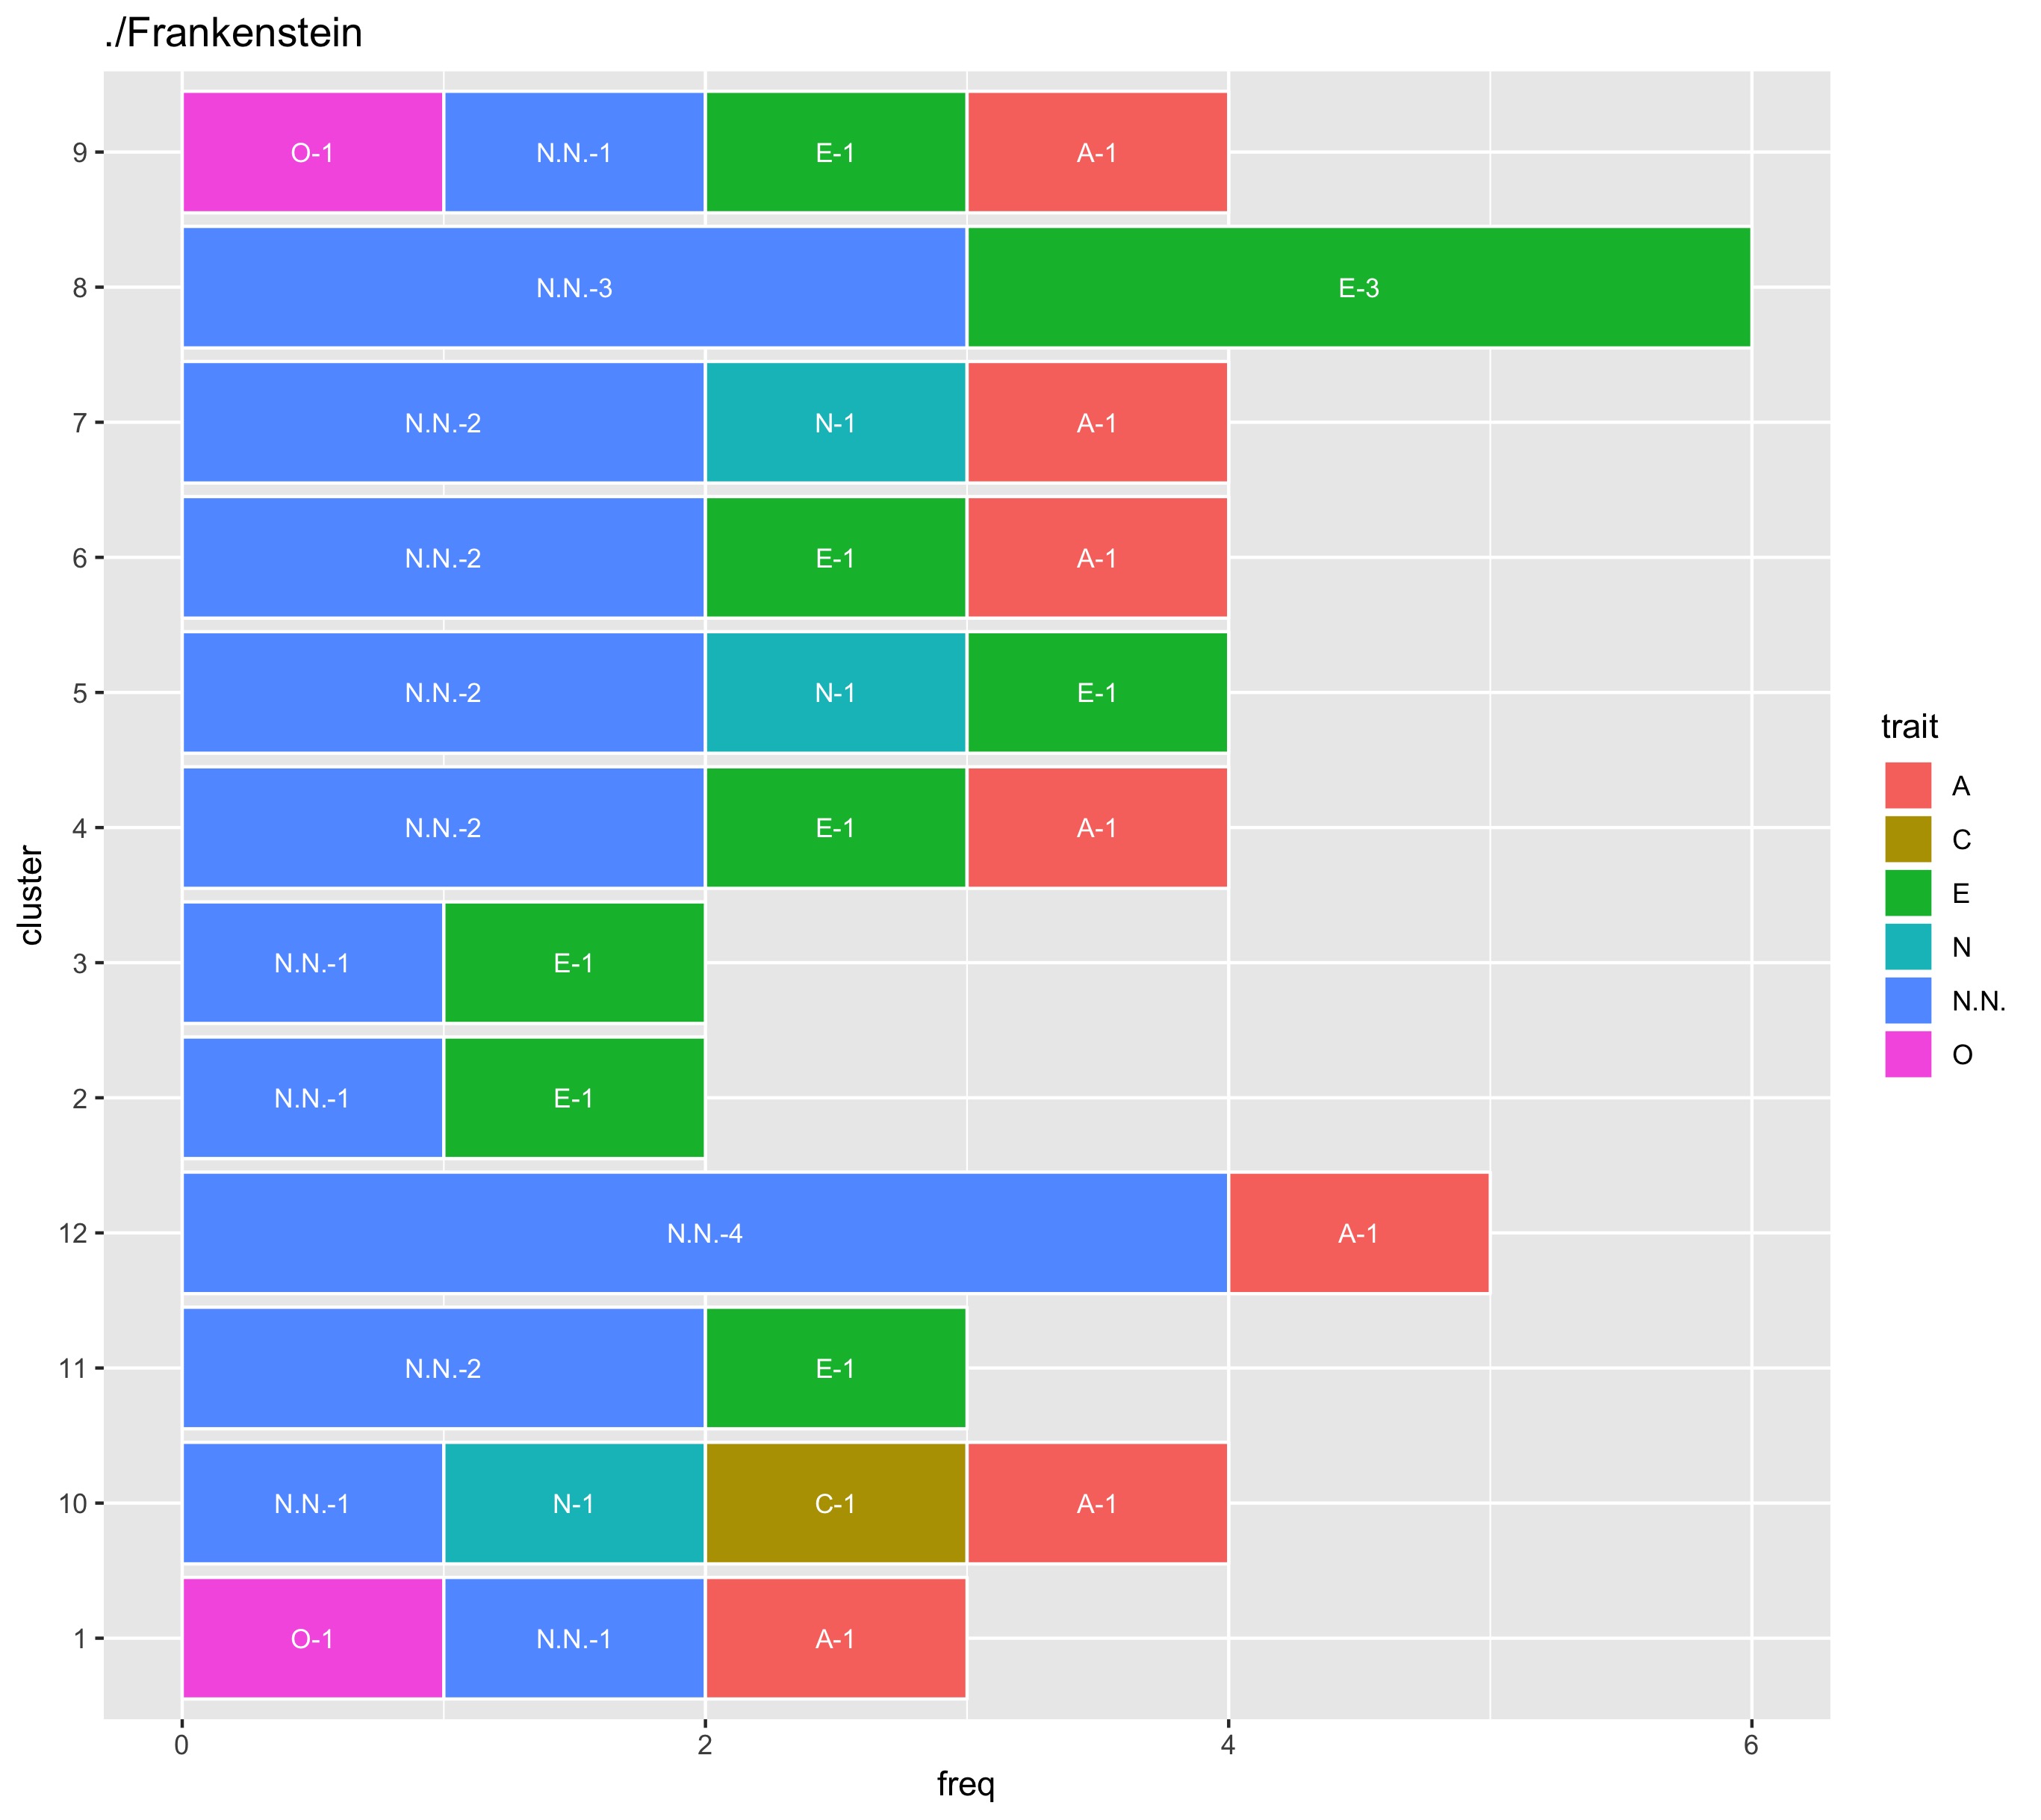 ./Frankenstein
9 O-1 N.N.-1 E-1 A-1
8 N.N.-3 E-3
7 N.N.-2 N-1 A-1
6 N.N.-2 E-1 A-1
5 N.N.-2 N-1 E-1
4 N.N.-2 E-1 A-1
3 N.N.-1 E-1
2 N.N.-1 E-1
12 N.N.-4 A-1
11 N.N.-2 E-1
10 N.N.-1 N-1 C-1 A-1
1 O-1 N.N.-1 A-1
0 2 4 6
freq
cluster
trait
A
C
E
N
N.N.
O